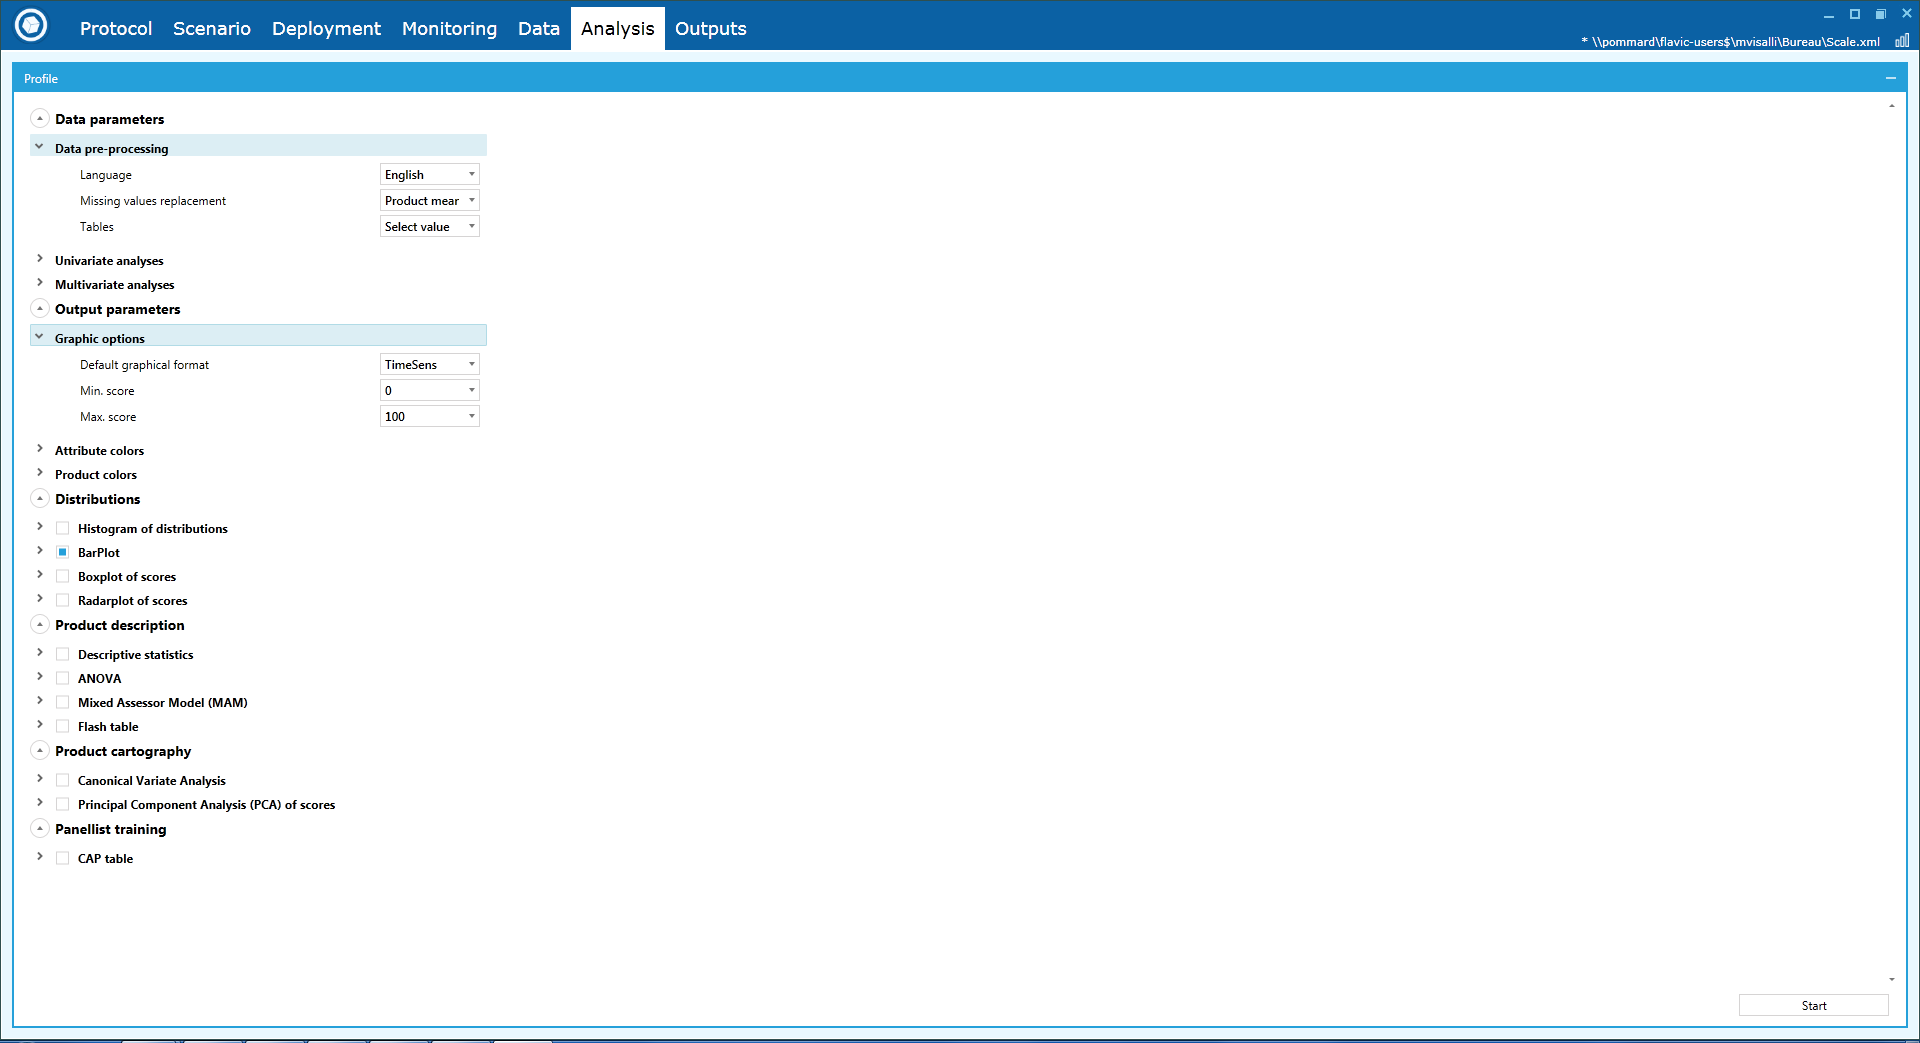 Protocol Scenario Deployment Monitoring Data Analysis Outputs
* \\pommard\flavic-users$\mvisalli\Bureau\Scale.xml
Profile
Data parameters
Data pre-processing
Language English
Missing values replacement Product mear
Tables Select value
Univariate analyses
Multivariate analyses
Output parameters
Graphic options
Default graphical format TimeSens
Min. score 0
Max. score 100
Attribute colors
Product colors
Distributions
Histogram of distributions
BarPlot
Boxplot of scores
Radarplot of scores
Product description
Descriptive statistics
ANOVA
Mixed Assessor Model (MAM)
Flash table
Product cartography
Canonical Variate Analysis
Principal Component Analysis (PCA) of scores
Panellist training
CAP table
Start